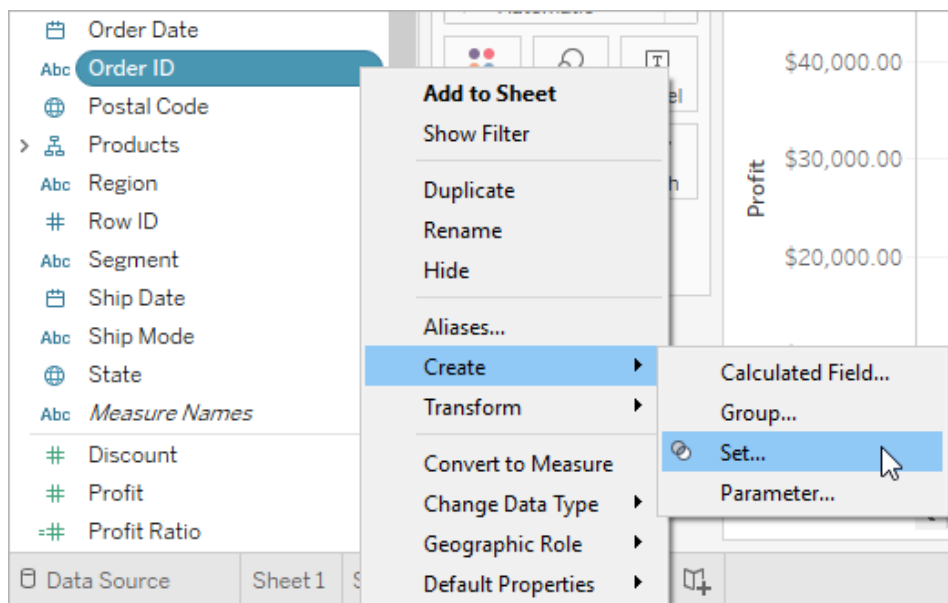 Order Date
Abc Order ID
Postal Code
Products
Abc Region
Row ID
Abc Segment
Ship Date
Abc Ship Mode
State
Abc Measure Names
Discount
Profit
Profit Ratio
Data Source
Sheet 1
Add to Sheet
Show Filter
Duplicate
Rename
Hide
Aliases...
Create
Transform
Convert to Measure
Change Data Type
Geographic Role
Default Properties
Calculated Field...
Group...
Set...
Parameter...
Profit
$40,000.00
$30,000.00
$20,000.00